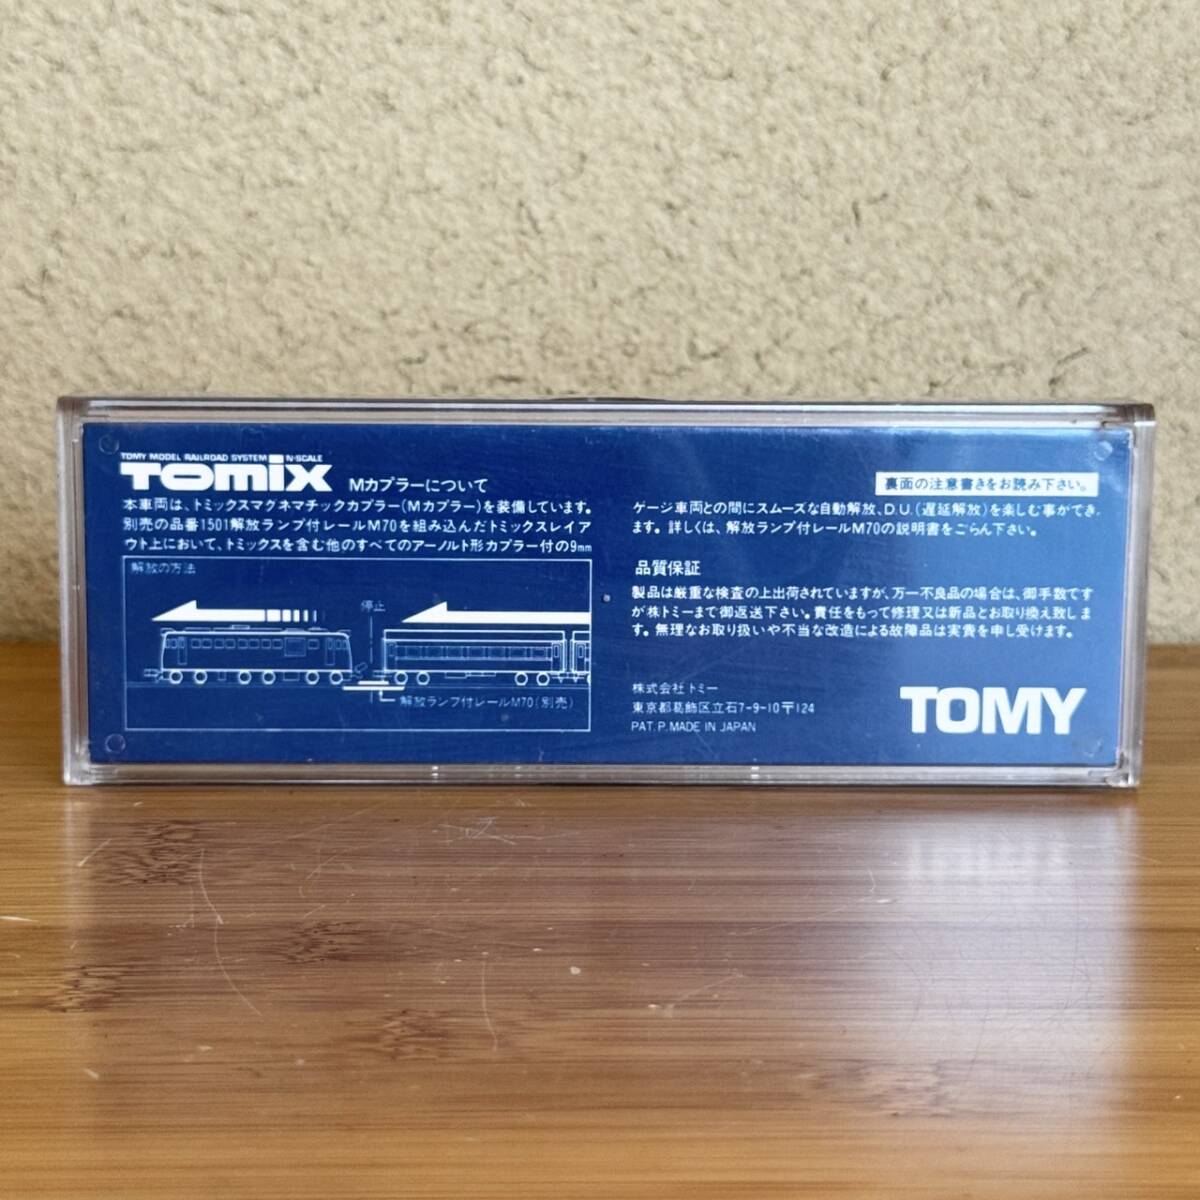 TOMY MODEL RAILROAD SYSTEM N-SCALE
TOMIX
Mカプラーについて
本車両は、トミックスマグネマチックカプラー(Mカプラー)を装備しています。
別売の品番1501解放ランプ付レールM70を組み込んだトミックスレイア
ウト上において、トミックスを含む他のすべてのアーノルト形カプラー付の9mm
解放の方法
停止
解放ランプ付レールM70(別売)
裏面の注意書きをお読み下さい。
ゲージ車両との間にスムーズな自動解放、D.U.(遅延解放)を楽しむ事ができ
ます。詳しくは、解放ランプ付レールM70の説明書をごらん下さい。
品質保証
製品は厳重な検査の上出荷されていますが、万一不良品の場合は、御手数です
が株トミーまで御返送下さい。責任をもって修理又は新品とお取り換え致しま
す。無理なお取り扱いや不当な改造による故障品は実費を申し受けます。
株式会社トミー
東京都葛飾区立石7-9-10〒124
PAT.P.MADE IN JAPAN
TOMY